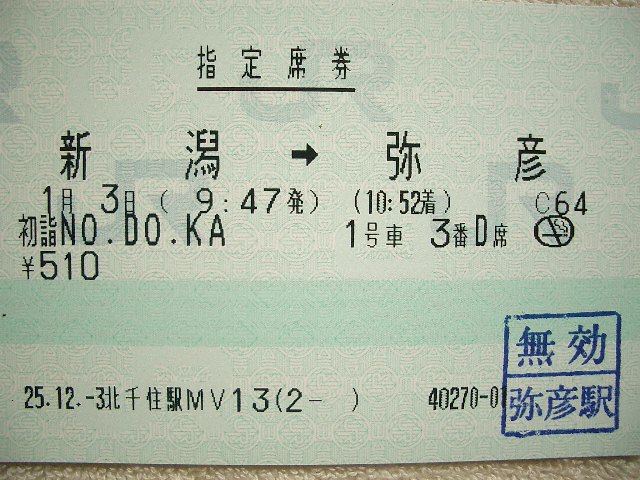 指定席券
新潟 → 弥彦
1月 3日( 9:47発) (10:52着) C64
初詣NO.DO.KA 1号車 3番D席
¥510
25.12.-3北千住駅MV13(2- ) 40270-0
無効
弥彦駅